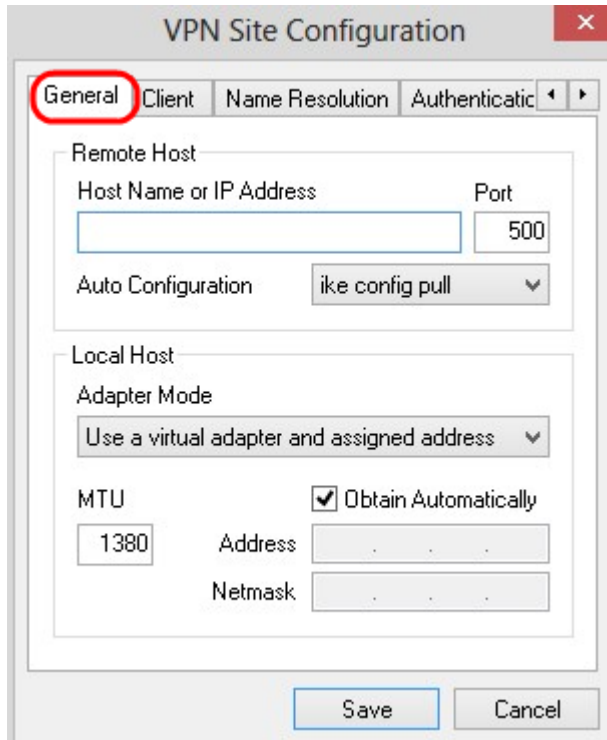 VPN Site Configuration
General Client Name Resolution Authenticatic
Remote Host
Host Name or IP Address Port
500
Auto Configuration ike config pull
Local Host
Adapter Mode
Use a virtual adapter and assigned address
MTU Obtain Automatically
1380 Address . . .
Netmask . . .
Save Cancel